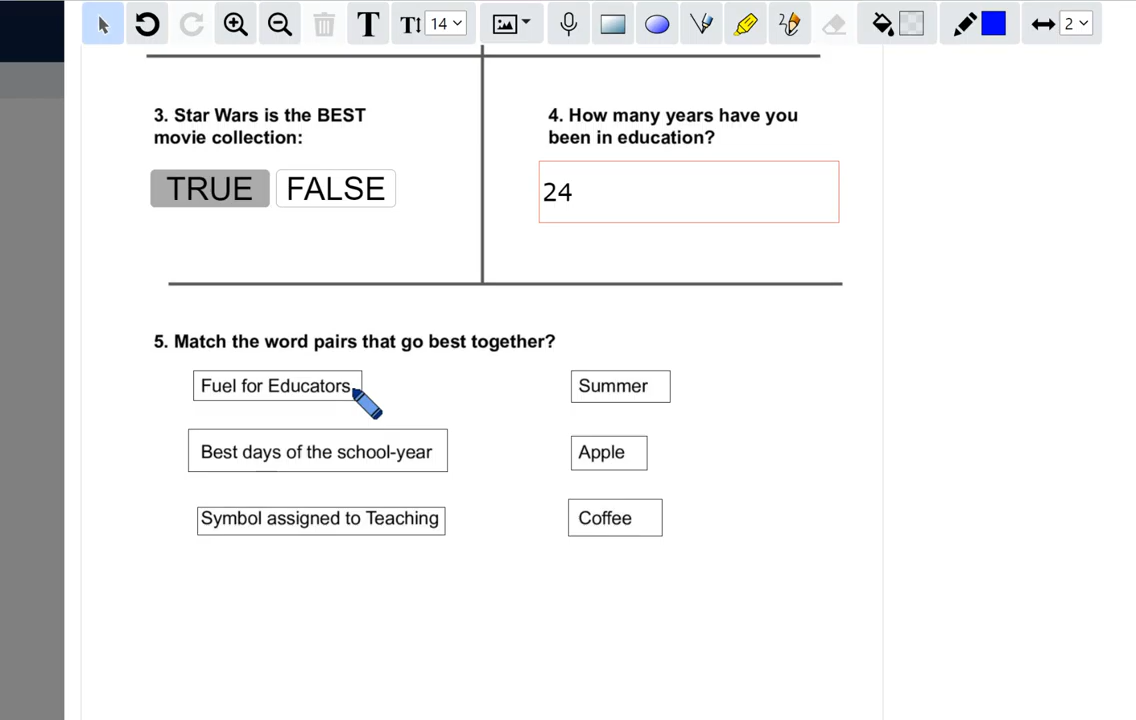 T T 14 2
3. Star Wars is the BEST
movie collection:
TRUE FALSE
4. How many years have you
been in education?
24
5. Match the word pairs that go best together?
Fuel for Educators
Summer
Best days of the school-year
Apple
Symbol assigned to Teaching
Coffee